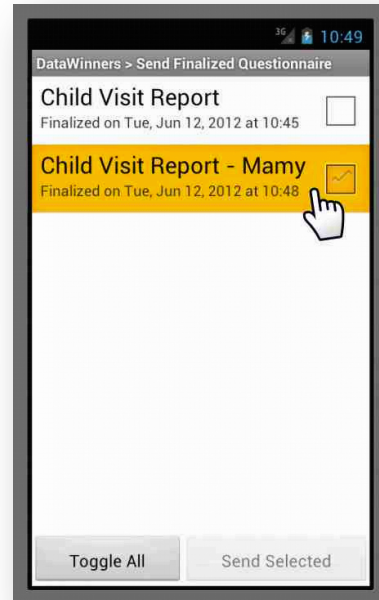 3G 10:49
DataWinners > Send Finalized Questionnaire
Child Visit Report
Finalized on Tue, Jun 12, 2012 at 10:45
Child Visit Report - Mamy
Finalized on Tue, Jun 12, 2012 at 10:48
Toggle All Send Selected